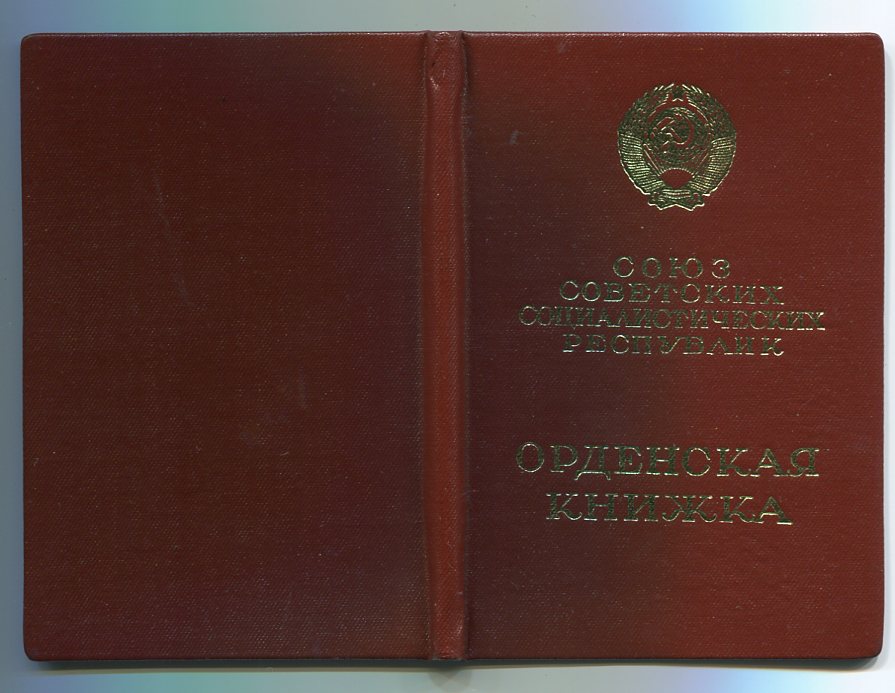 СОЮЗ
СОВЕТСКИХ
СОЦИАЛИСТИЧЕСКИХ
РЕСПУБЛИК
ОРДЕНСКАЯ
КНИЖКА